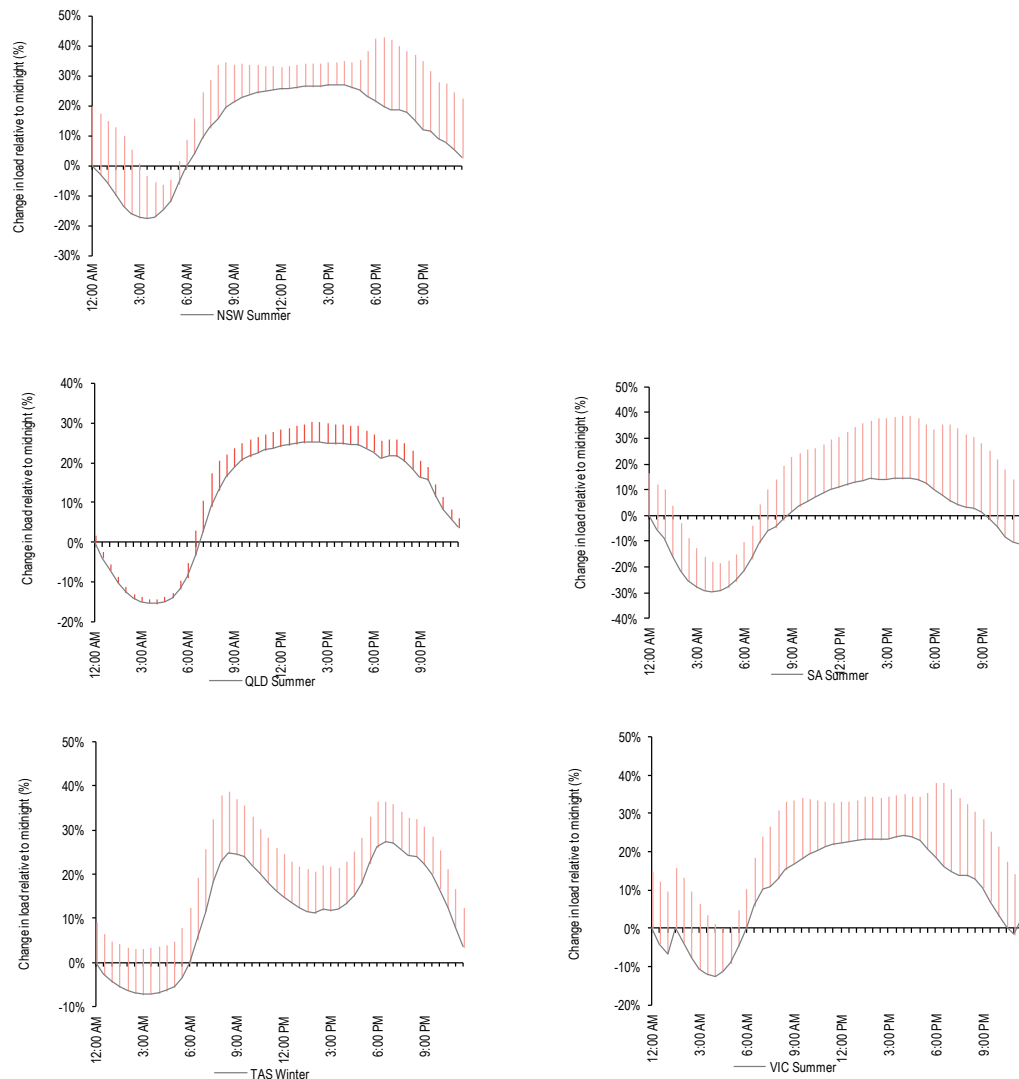 Change in load relative to midnight (%)
50%
40%
30%
20%
10%
0%
-10%
-20%
-30%
12:00 AM
3:00 AM
6:00 AM
9:00 AM
12:00 PM
3:00 PM
6:00 PM
9:00 PM
NSW Summer
Change in load relative to midnight (%)
40%
30%
20%
10%
0%
-10%
-20%
12:00 AM
3:00 AM
6:00 AM
9:00 AM
12:00 PM
3:00 PM
6:00 PM
9:00 PM
QLD Summer
Change in load relative to midnight (%)
50%
40%
30%
20%
10%
0%
-10%
-20%
-30%
-40%
12:00 AM
3:00 AM
6:00 AM
9:00 AM
12:00 PM
3:00 PM
6:00 PM
9:00 PM
SA Summer
Change in load relative to midnight (%)
50%
40%
30%
20%
10%
0%
-10%
12:00 AM
3:00 AM
6:00 AM
9:00 AM
12:00 PM
3:00 PM
6:00 PM
9:00 PM
TAS Winter
Change in load relative to midnight (%)
50%
40%
30%
20%
10%
0%
-10%
-20%
12:00 AM
3:00 AM
6:00 AM
9:00 AM
12:00 PM
3:00 PM
6:00 PM
9:00 PM
VIC Summer